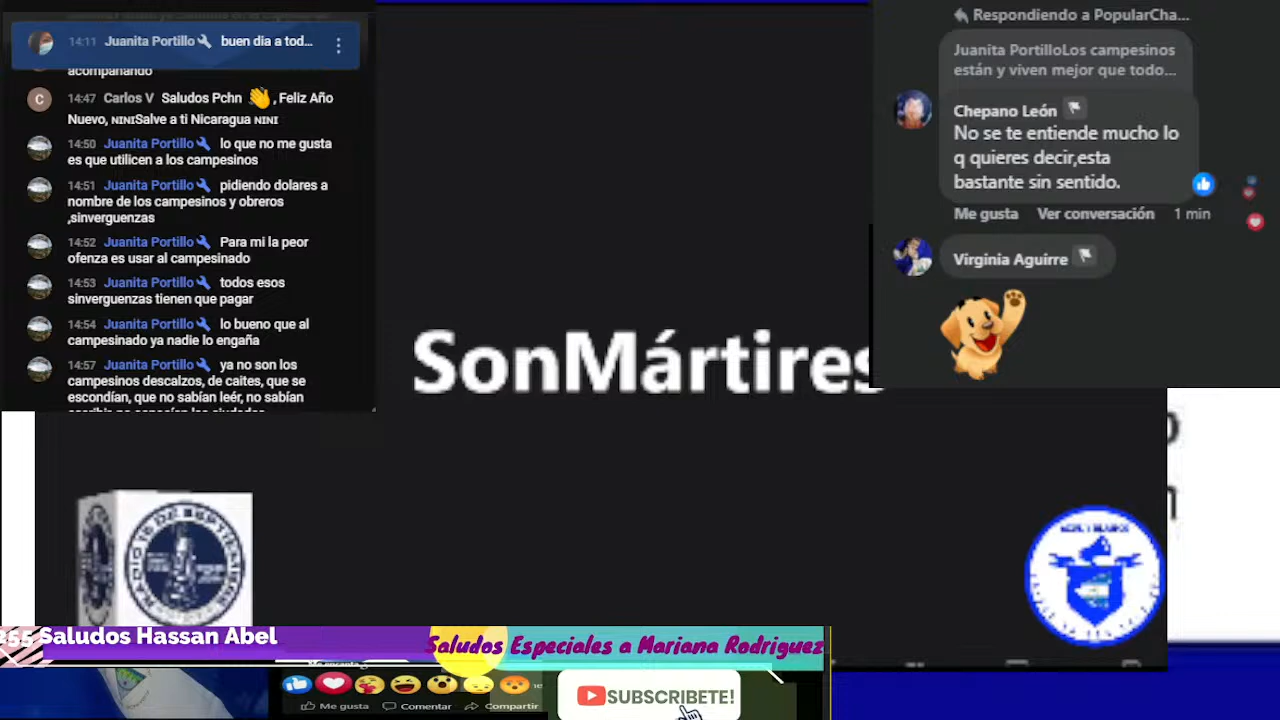 14:11 Juanita Portillo buen dia a tod...
acompañando
14:47 Carlos V Saludos Pchn 👋, Feliz Año
Nuevo, ɴɪɴɪSalve a ti Nicaragua ɴɪɴɪ
14:50 Juanita Portillo lo que no me gusta
es que utilicen a los campesinos
14:51 Juanita Portillo pidiendo dolares a
nombre de los campesinos y obreros
,sinverguenzas
14:52 Juanita Portillo Para mi la peor
ofenza es usar al campesinado
14:53 Juanita Portillo todos esos
sinverguenzas tienen que pagar
14:54 Juanita Portillo lo bueno que al
campesinado ya nadie lo engaña
14:57 Juanita Portillo ya no son los
campesinos descalzos, de caites, que se
escondían, que no sabían leér, no sabían
Respondiendo a PopularCha...
Juanita PortilloLos campesinos
están y viven mejor que todo...
Chepano León
No se te entiende mucho lo
q quieres decir,esta
bastante sin sentido.
Me gusta Ver conversación 1 min
Virginia Aguirre
SonMártires
255 Saludos Hassan Abel
Saludos Especiales a Mariana Rodriguez
Me encanta
Me gusta Comentar Compartir
SUBSCRIBETE!